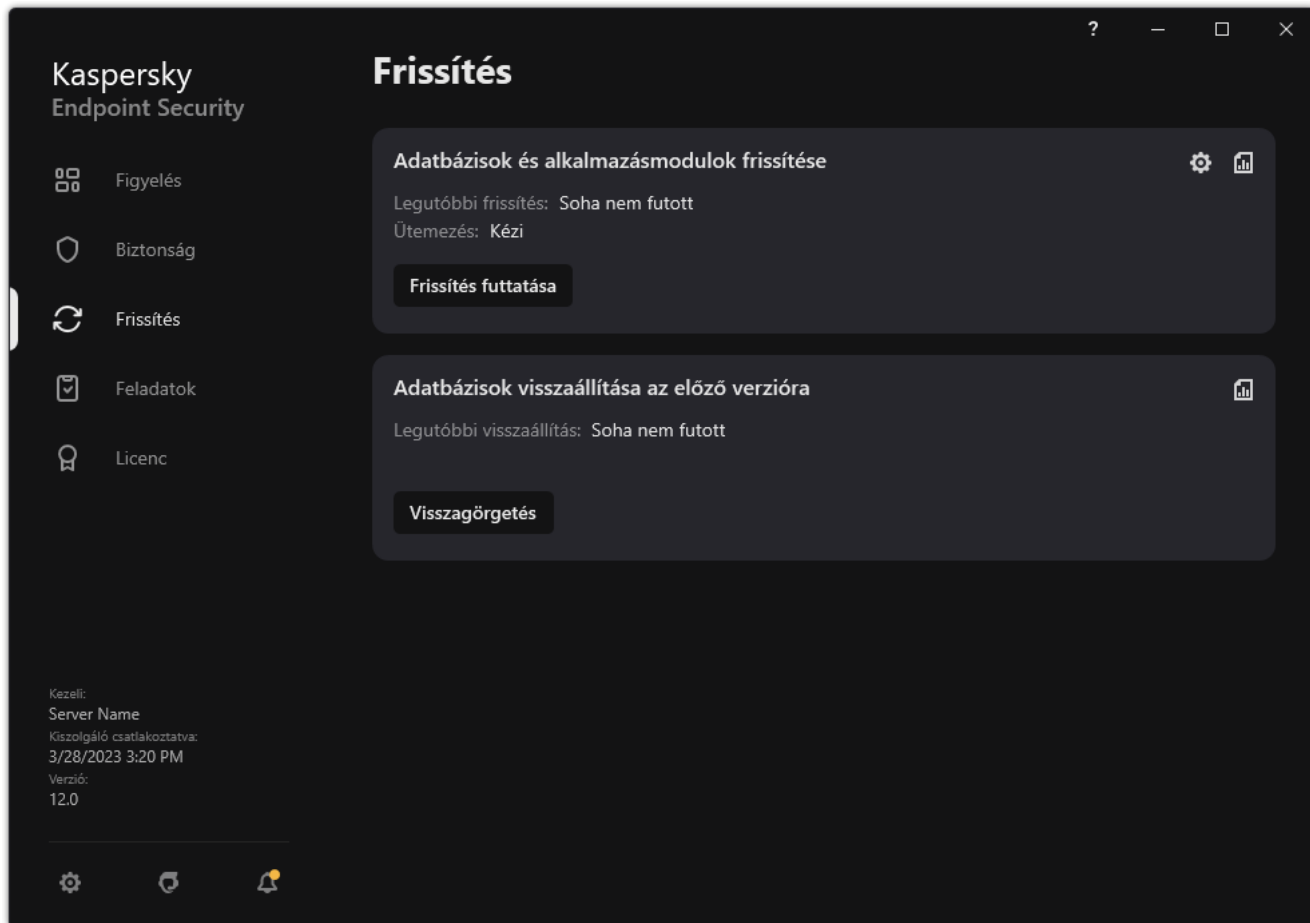 ?
Kaspersky
Endpoint Security
Figyelés
Biztonság
Frissítés
Feladatok
Licenc
Kezeli:
Server Name
Kiszolgáló csatlakoztatva:
3/28/2023 3:20 PM
Verzió:
12.0
Frissítés
Adatbázisok és alkalmazásmodulok frissítése
Legutóbbi frissítés: Soha nem futott
Ütemezés: Kézi
Frissítés futtatása
Adatbázisok visszaállítása az előző verzióra
Legutóbbi visszaállítás: Soha nem futott
Visszagörgetés